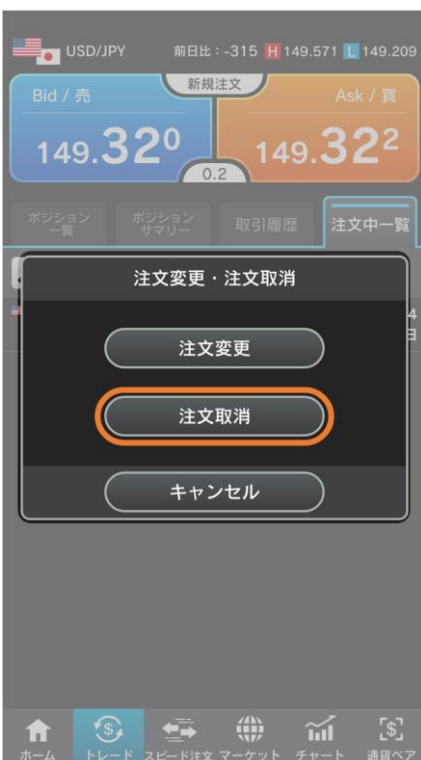 USD/JPY 前日比：-315 H 149.571 L 149.209
新規注文
Bid / 売 Ask / 買
149.320 149.322
0.2
ポジション一覧 ポジションサマリー 取引履歴 注文中一覧
注文変更・注文取消
4
日
注文変更
注文取消
キャンセル
ホーム トレード スピード注文 マーケット チャート 通貨ペア